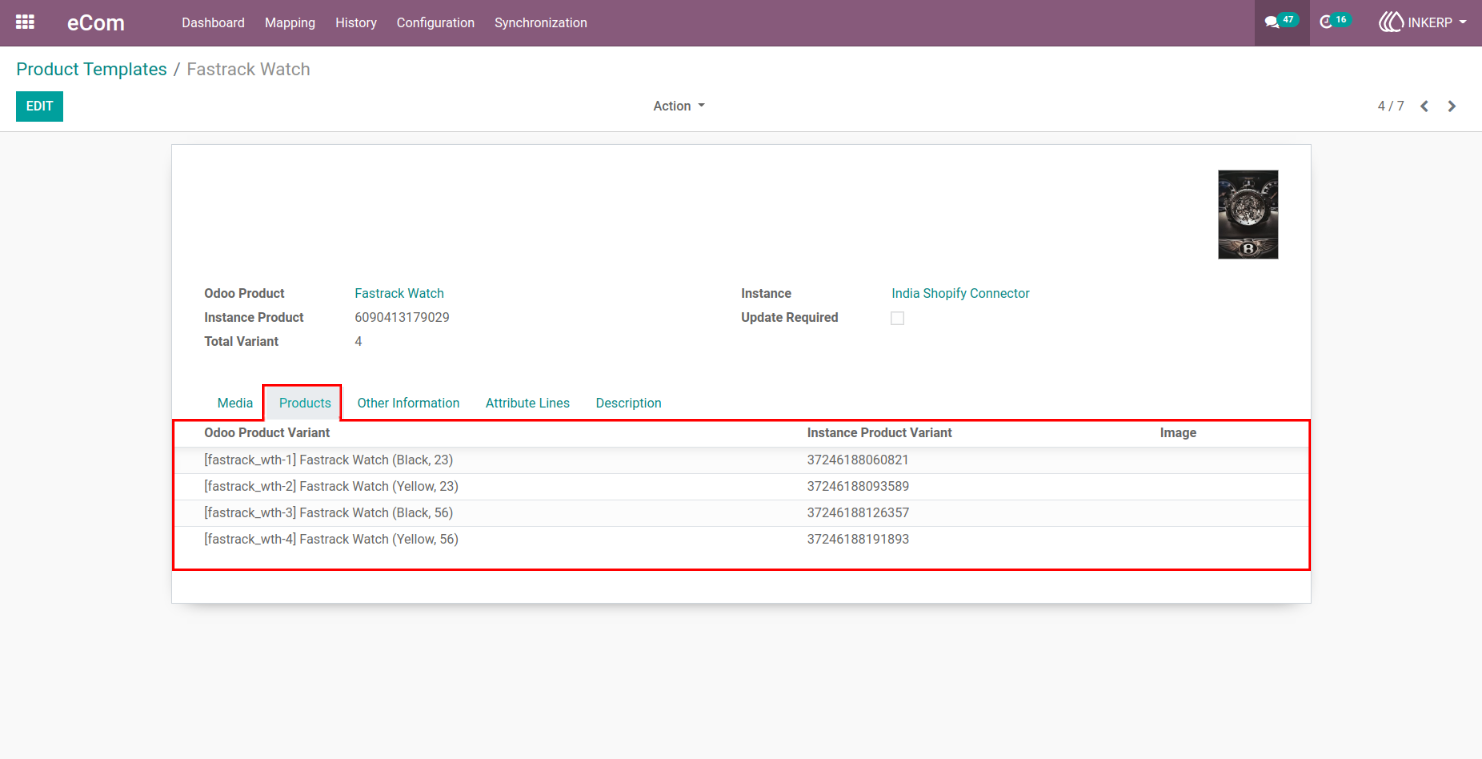 eCom Dashboard Mapping History Configuration Synchronization 47 16 INKERP
Product Templates / Fastrack Watch
EDIT Action 4 / 7
B
Odoo Product Fastrack Watch Instance India Shopify Connector
Instance Product 6090413179029 Update Required
Total Variant 4
Media Products Other Information Attribute Lines Description
Odoo Product Variant Instance Product Variant Image
[fastrack_wth-1] Fastrack Watch (Black, 23) 37246188060821
[fastrack_wth-2] Fastrack Watch (Yellow, 23) 37246188093589
[fastrack_wth-3] Fastrack Watch (Black, 56) 37246188126357
[fastrack_wth-4] Fastrack Watch (Yellow, 56) 37246188191893